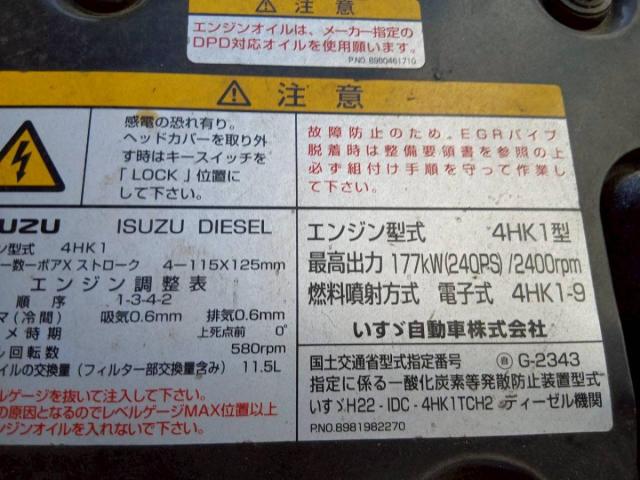 注意
エンジンオイルは、メーカー指定の
DPD対応オイルを使用願います。
P.NO. 8980461710
注意
感電の恐れ有り。
ヘッドカバーを取り外
す時はキースイッチを
「LOCK」位置に
して下さい。
故障防止のため、EGRパイプ
脱着時は整備要領書を参照の上
必ず組付け手順を守って作業し
て下さい。
UZU ISUZU DIESEL
ン型式 4HK1
ー数ーボアXストローク 4ー115X125mm
エンジン調整表
順序 1-3-4-2
マ(冷間) 吸気0.6mm 排気0.6mm
メ時期 上死点前 0°
回転数 580rpm
イルの交換量(フィルター部交換量含み) 11.5L
ルゲージを抜いて注入して下さい。
の原因となるのでレベルゲージMAX位置以上
ンジンオイルを入れないで下さい。
エンジン型式 4HK1型
最高出力 177kW(240PS)/2400rpm
燃料噴射方式 電子式 4HK1-9
いすゞ自動車株式会社
国土交通省型式指定番号 自 G-2343
指定に係る一酸化炭素等発散防止装置型式
いすゞH22-IDC-4HK1TCH2 ディーゼル機関
P.NO.8981982270